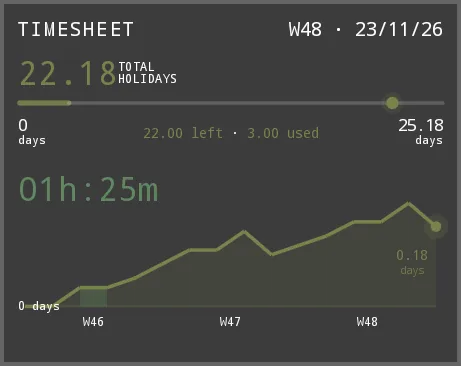 TIMESHEET
W48 · 23/11/26
22.18
TOTAL
HOLIDAYS
0
days
22.00 left · 3.00 used
25.18
days
01h:25m
0.18
days
0 days
W46
W47
W48